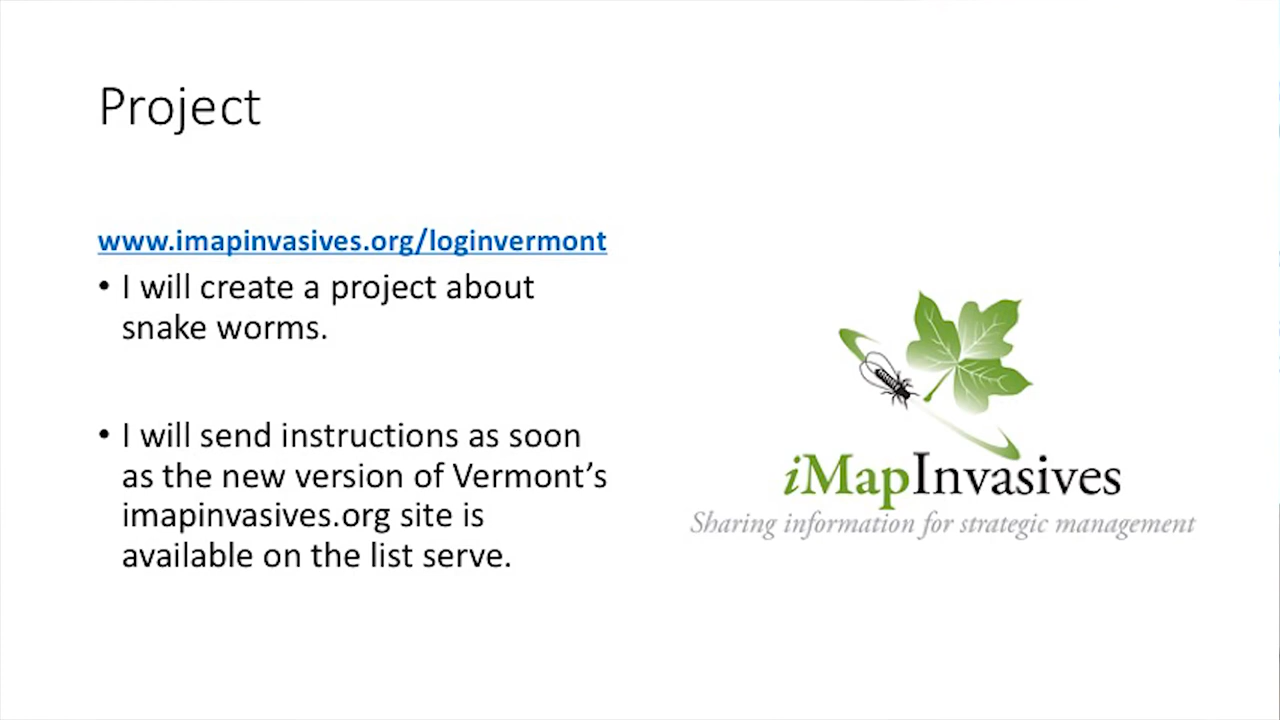 Project
www.imapinvasives.org/loginvermont
• I will create a project about
snake worms.
• I will send instructions as soon
as the new version of Vermont’s
imapinvasives.org site is
available on the list serve.
iMapInvasives
Sharing information for strategic management